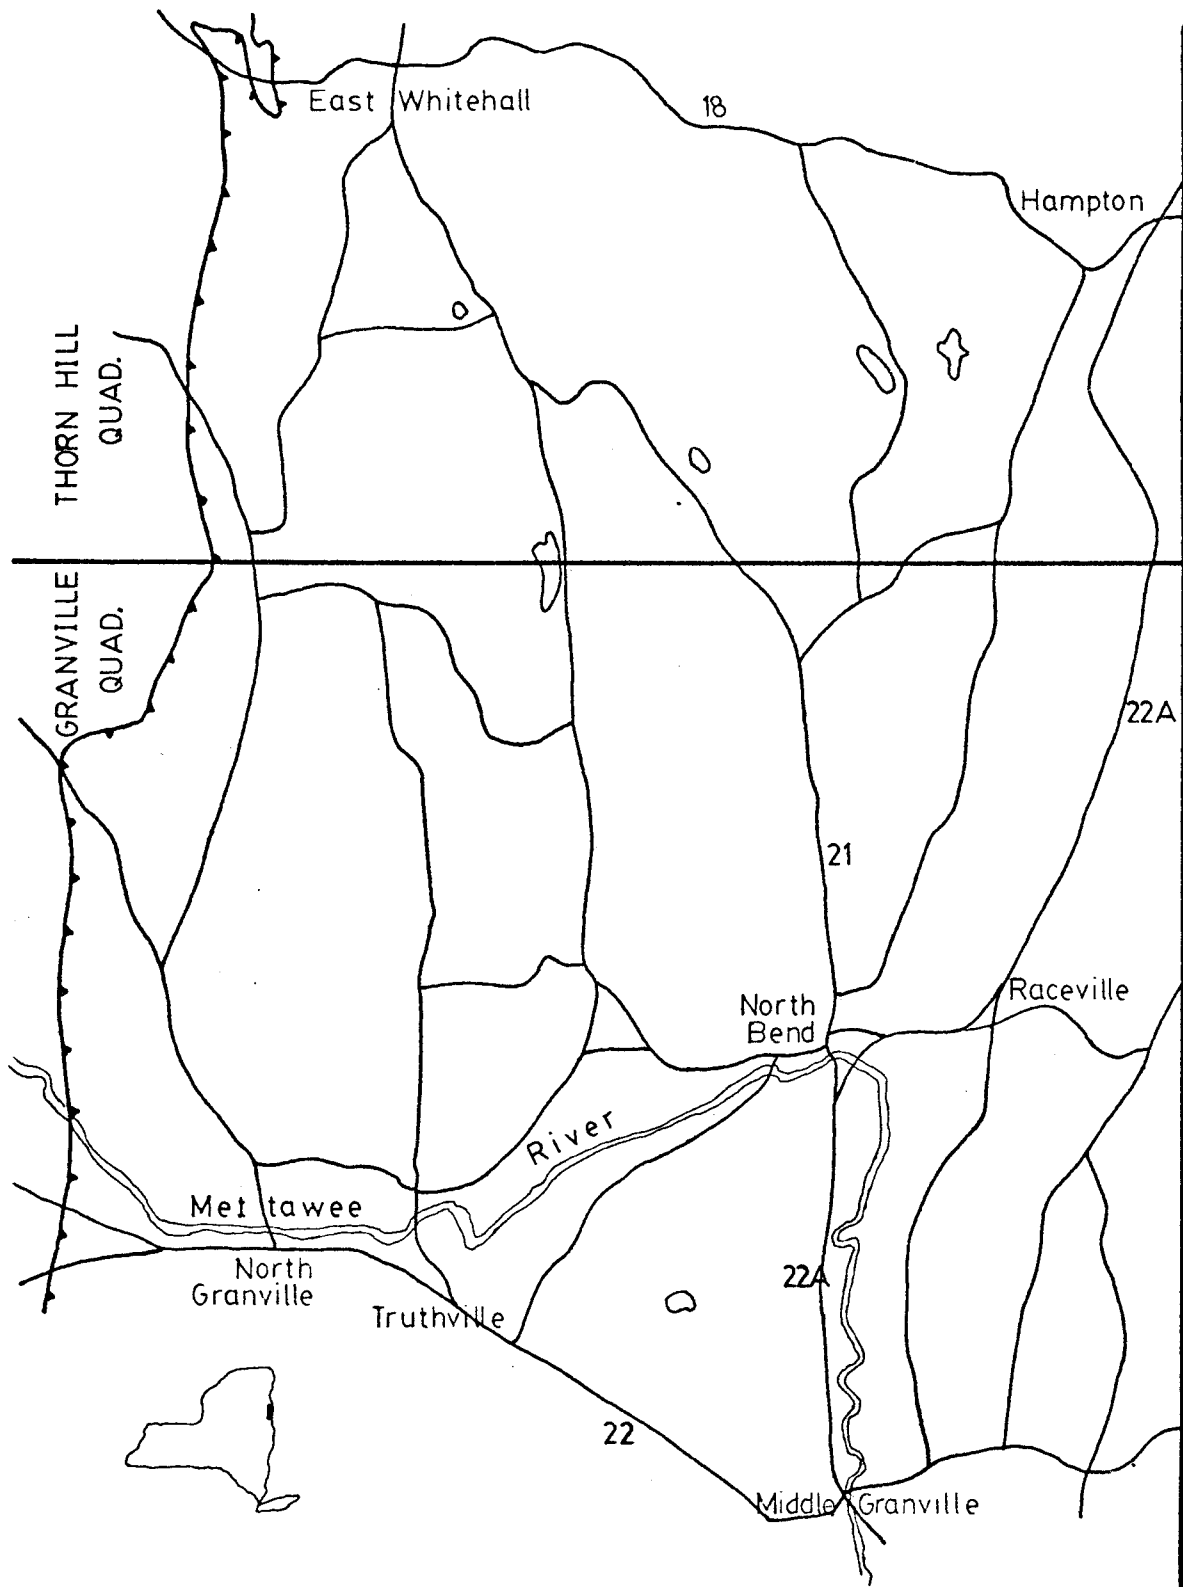 East Whitehall
18
Hampton
THORN HILL
QUAD.
GRANVILLE
QUAD.
22A
21
Raceville
North
Bend
River
Mettawee
North
Granville
22A
Truthville
22
Middle Granville